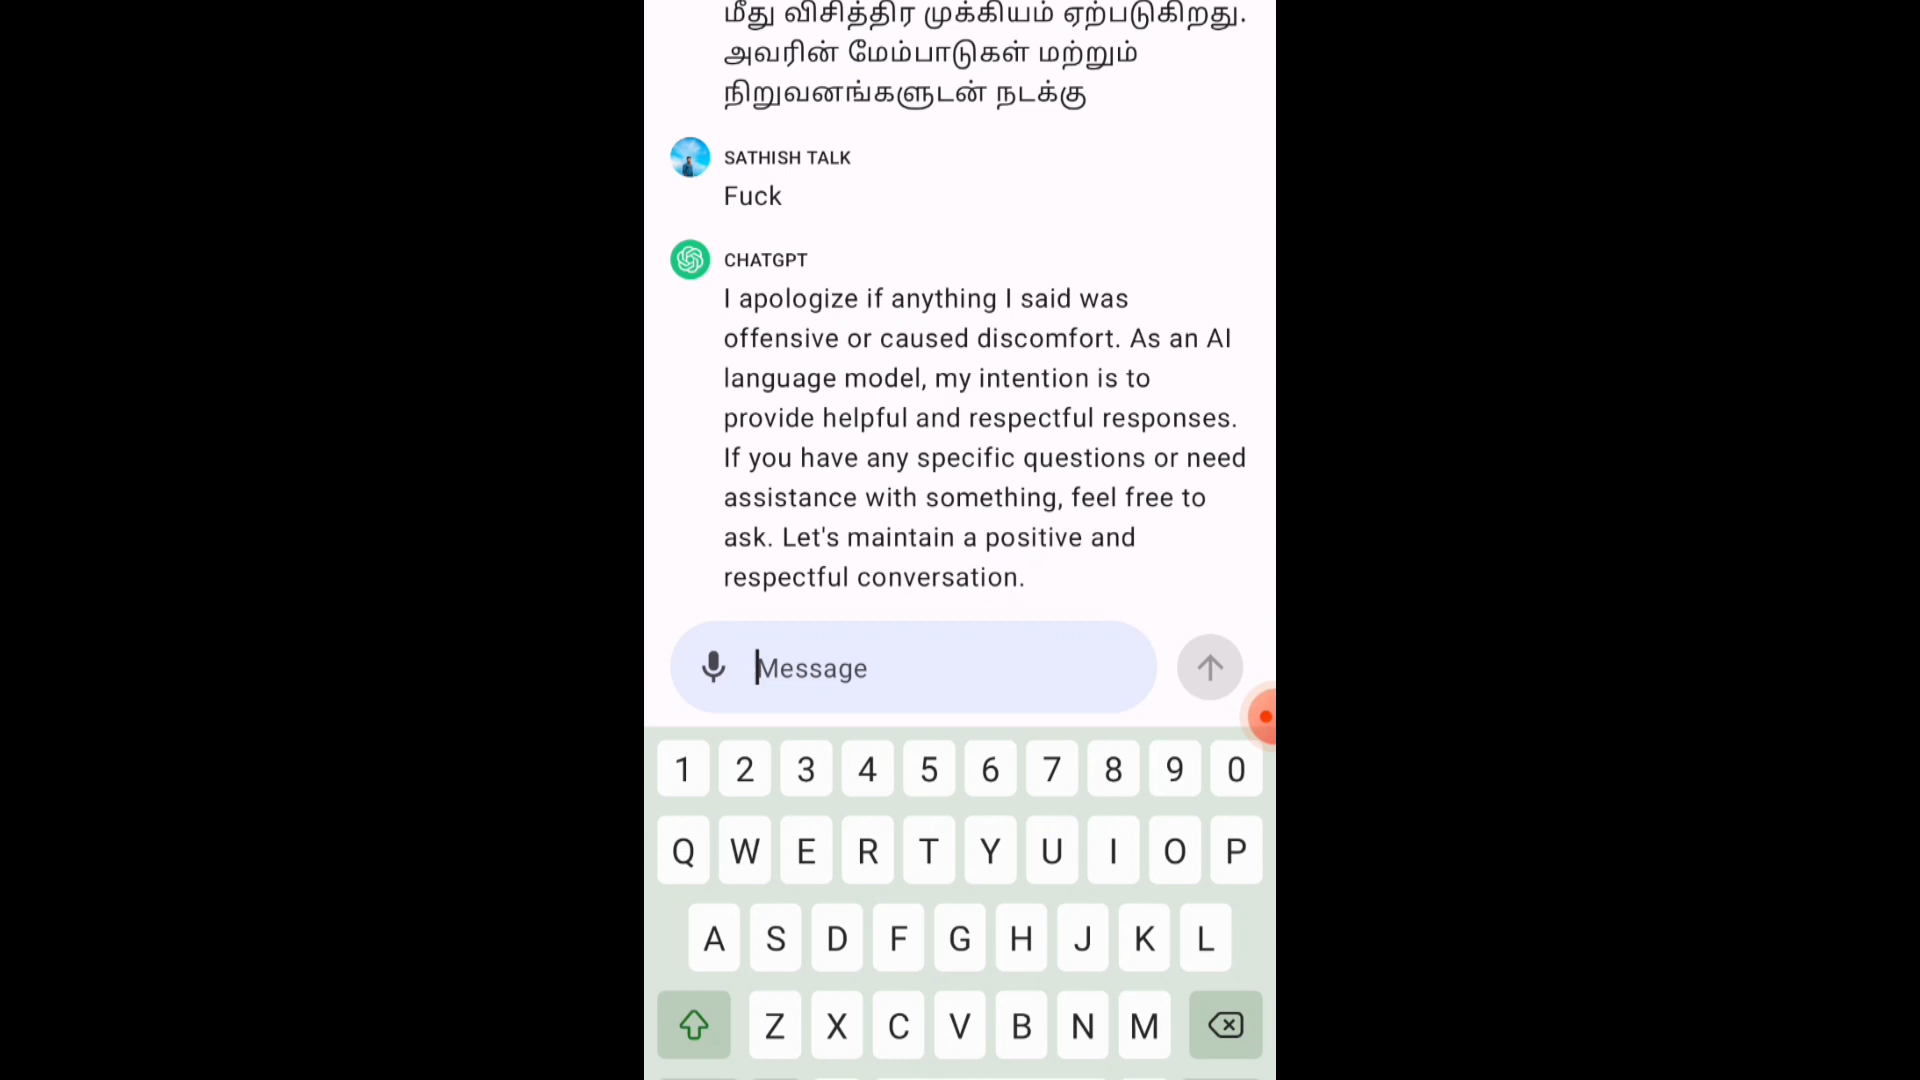 மீது விசித்திர முக்கியம் ஏற்படுகிறது.
அவரின் மேம்பாடுகள் மற்றும்
நிறுவனங்களுடன் நடக்கு
SATHISH TALK
Fuck
CHATGPT
I apologize if anything I said was
offensive or caused discomfort. As an AI
language model, my intention is to
provide helpful and respectful responses.
If you have any specific questions or need
assistance with something, feel free to
ask. Let's maintain a positive and
respectful conversation.
Message
1 2 3 4 5 6 7 8 9 0
Q W E R T Y U I O P
A S D F G H J K L
Z X C V B N M